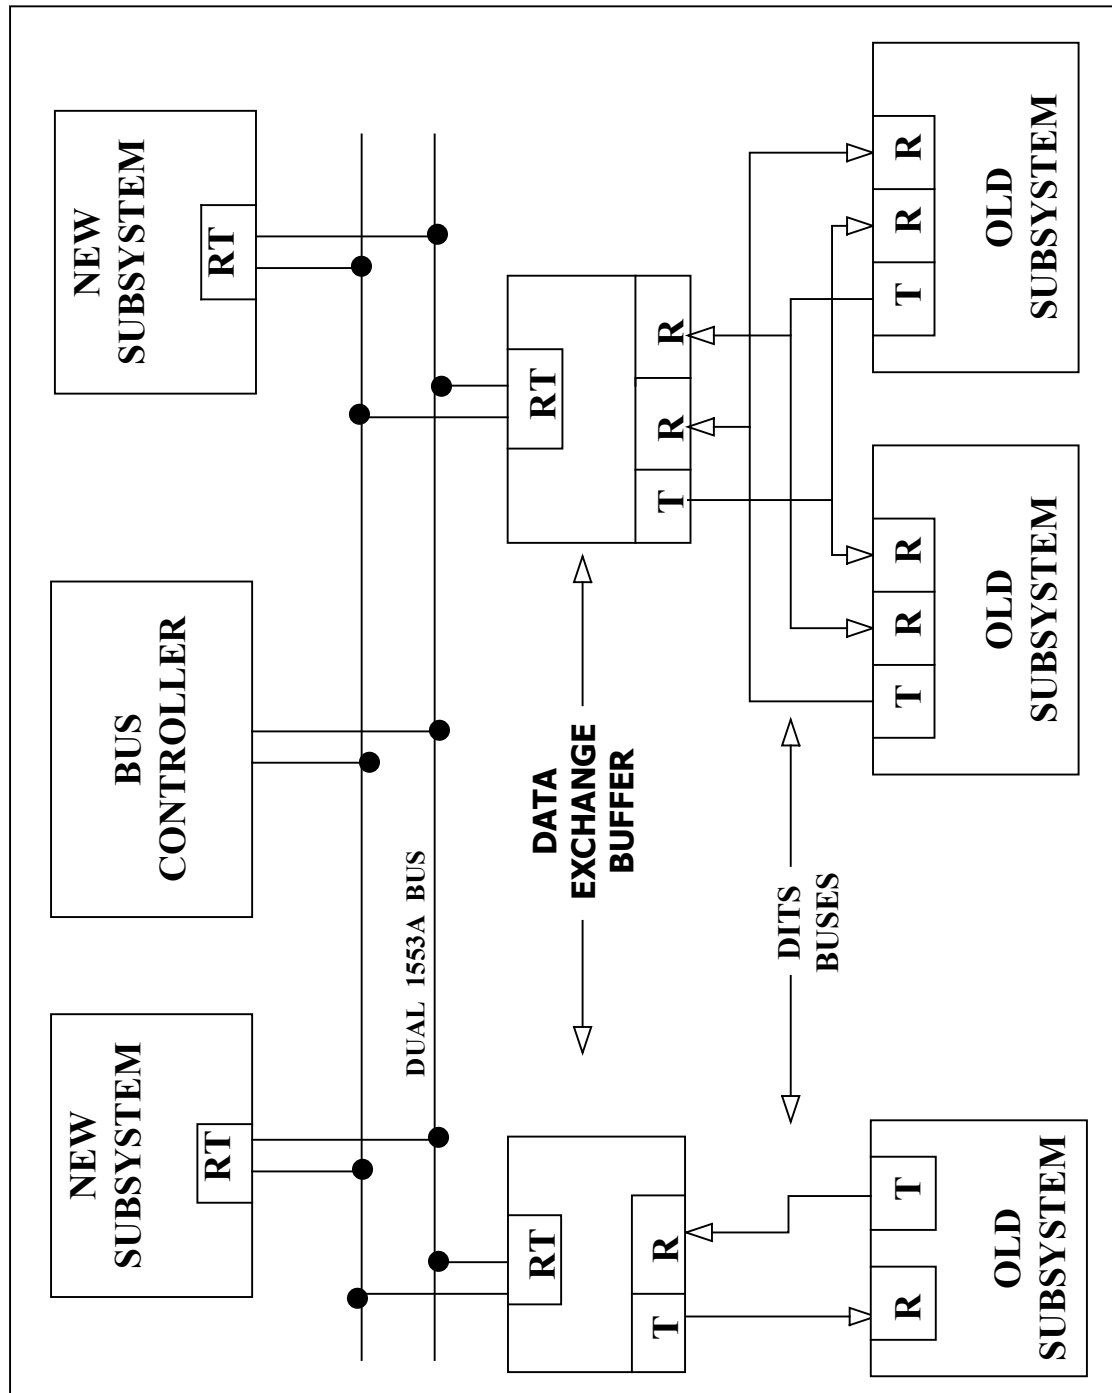 NEW
SUBSYSTEM
RT
BUS
CONTROLLER
NEW
SUBSYSTEM
RT
DUAL 1553A BUS
RT
T R
DATA
EXCHANGE
BUFFER
RT
T R R
DITS
BUSES
R T
OLD
SUBSYSTEM
T R R
OLD
SUBSYSTEM
T R R
OLD
SUBSYSTEM